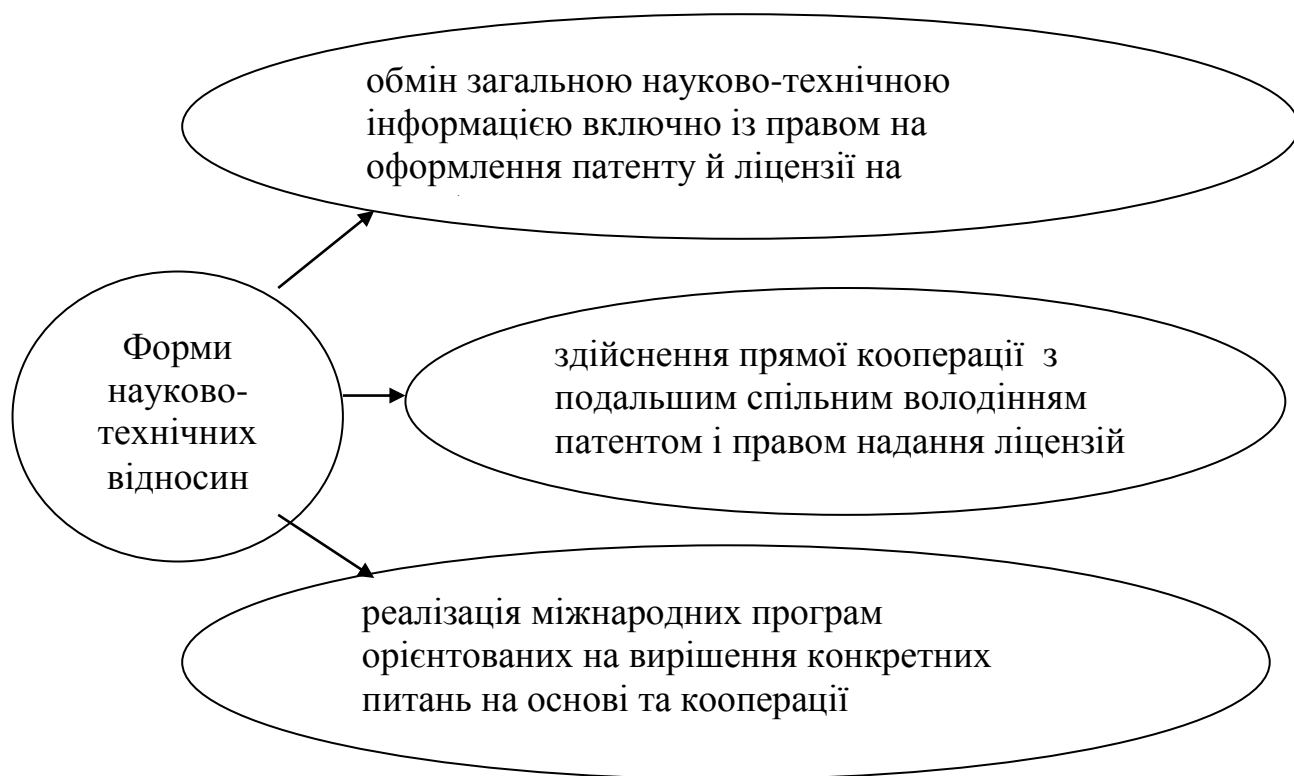 обмін загальною науково-технічною
інформацією включно із правом на
оформлення патенту й ліцензії на
Форми
науково-
технічних
відносин
здійснення прямої кооперації з
подальшим спільним володінням
патентом і правом надання ліцензій
реалізація міжнародних програм
орієнтованих на вирішення конкретних
питань на основі та кооперації